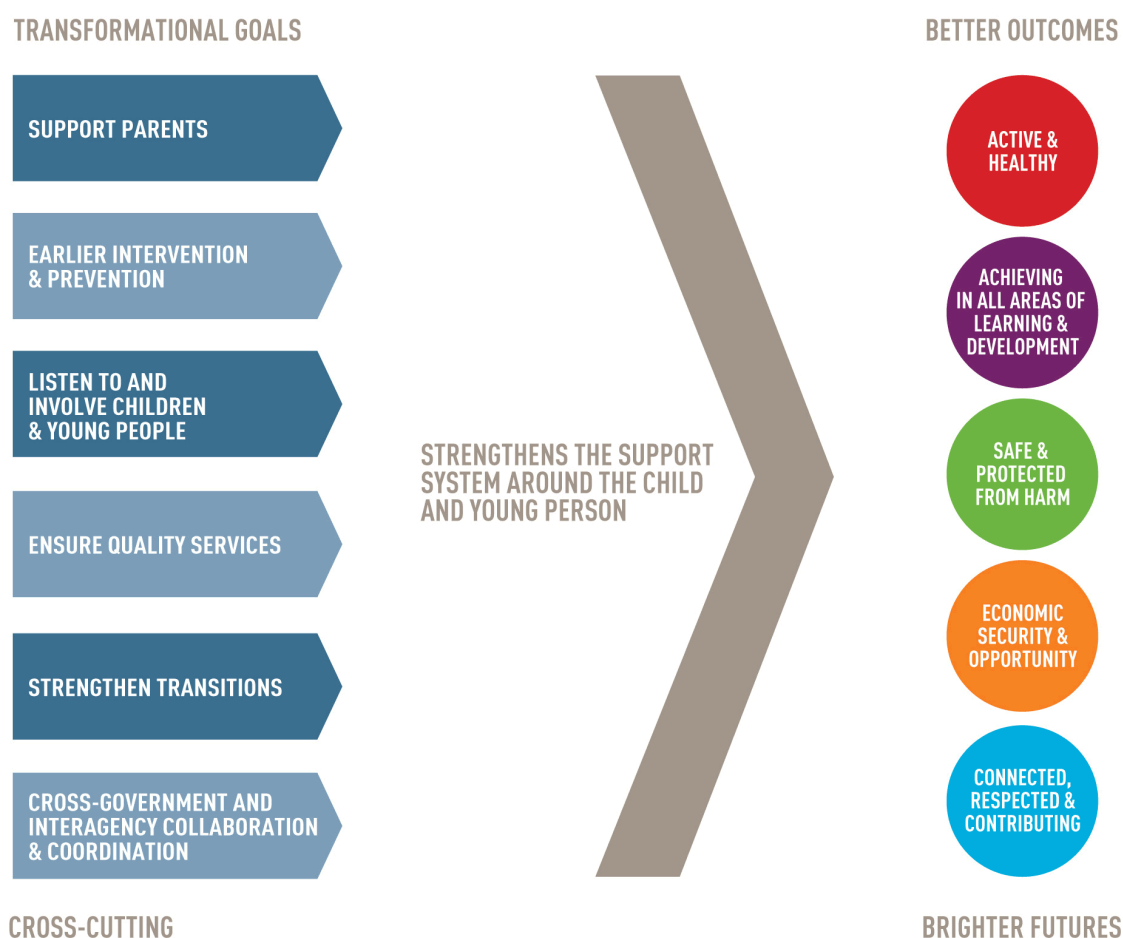 TRANSFORMATIONAL GOALS
SUPPORT PARENTS
EARLIER INTERVENTION
& PREVENTION
LISTEN TO AND
INVOLVE CHILDREN
& YOUNG PEOPLE
ENSURE QUALITY SERVICES
STRENGTHEN TRANSITIONS
CROSS-GOVERNMENT AND
INTERAGENCY COLLABORATION
& COORDINATION
CROSS-CUTTING
STRENGTHENS THE SUPPORT
SYSTEM AROUND THE CHILD
AND YOUNG PERSON
BETTER OUTCOMES
ACTIVE &
HEALTHY
ACHIEVING
IN ALL AREAS OF
LEARNING &
DEVELOPMENT
SAFE &
PROTECTED
FROM HARM
ECONOMIC
SECURITY &
OPPORTUNITY
CONNECTED,
RESPECTED &
CONTRIBUTING
BRIGHTER FUTURES